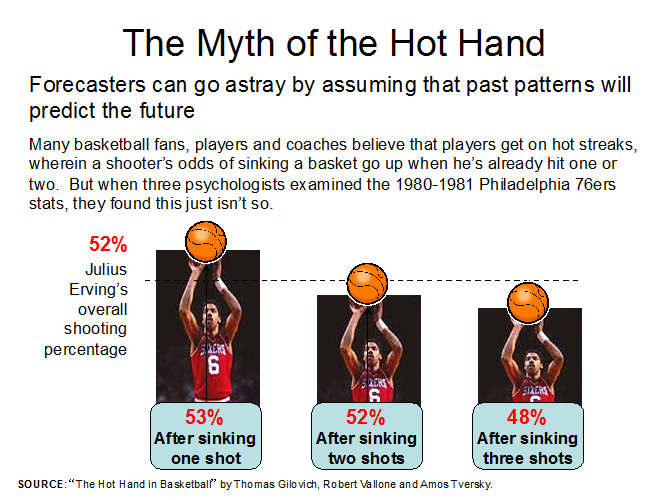 The Myth of the Hot Hand
Forecasters can go astray by assuming that past patterns will
predict the future
Many basketball fans, players and coaches believe that players get on hot streaks,
wherein a shooter's odds of sinking a basket go up when he's already hit one or
two.  But when three psychologists examined the 1980-1981 Philadelphia 76ers
stats, they found this just isn't so.
52%
Julius
Erving's
overall
shooting
percentage
SIXERS
6
SIXERS
6
SIXERS
53%
After sinking
one shot
52%
After sinking
two shots
48%
After sinking
three shots
SOURCE: “The Hot Hand in Basketball” by Thomas Gilovich, Robert Vallone and Amos Tversky.